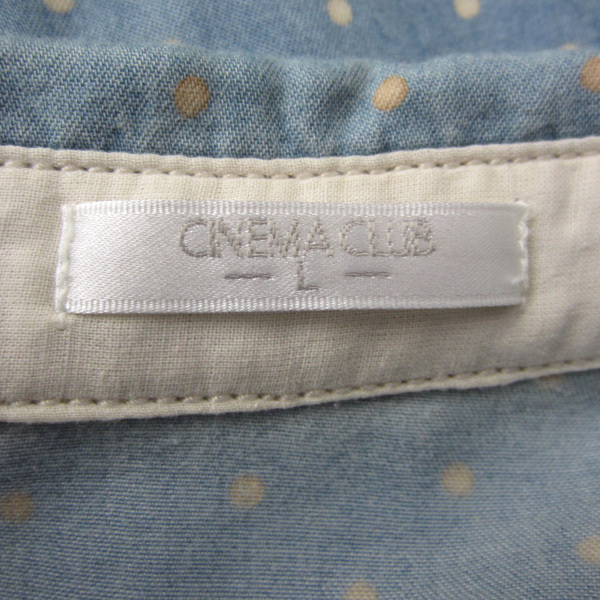 CINEMA CLUB
— L —